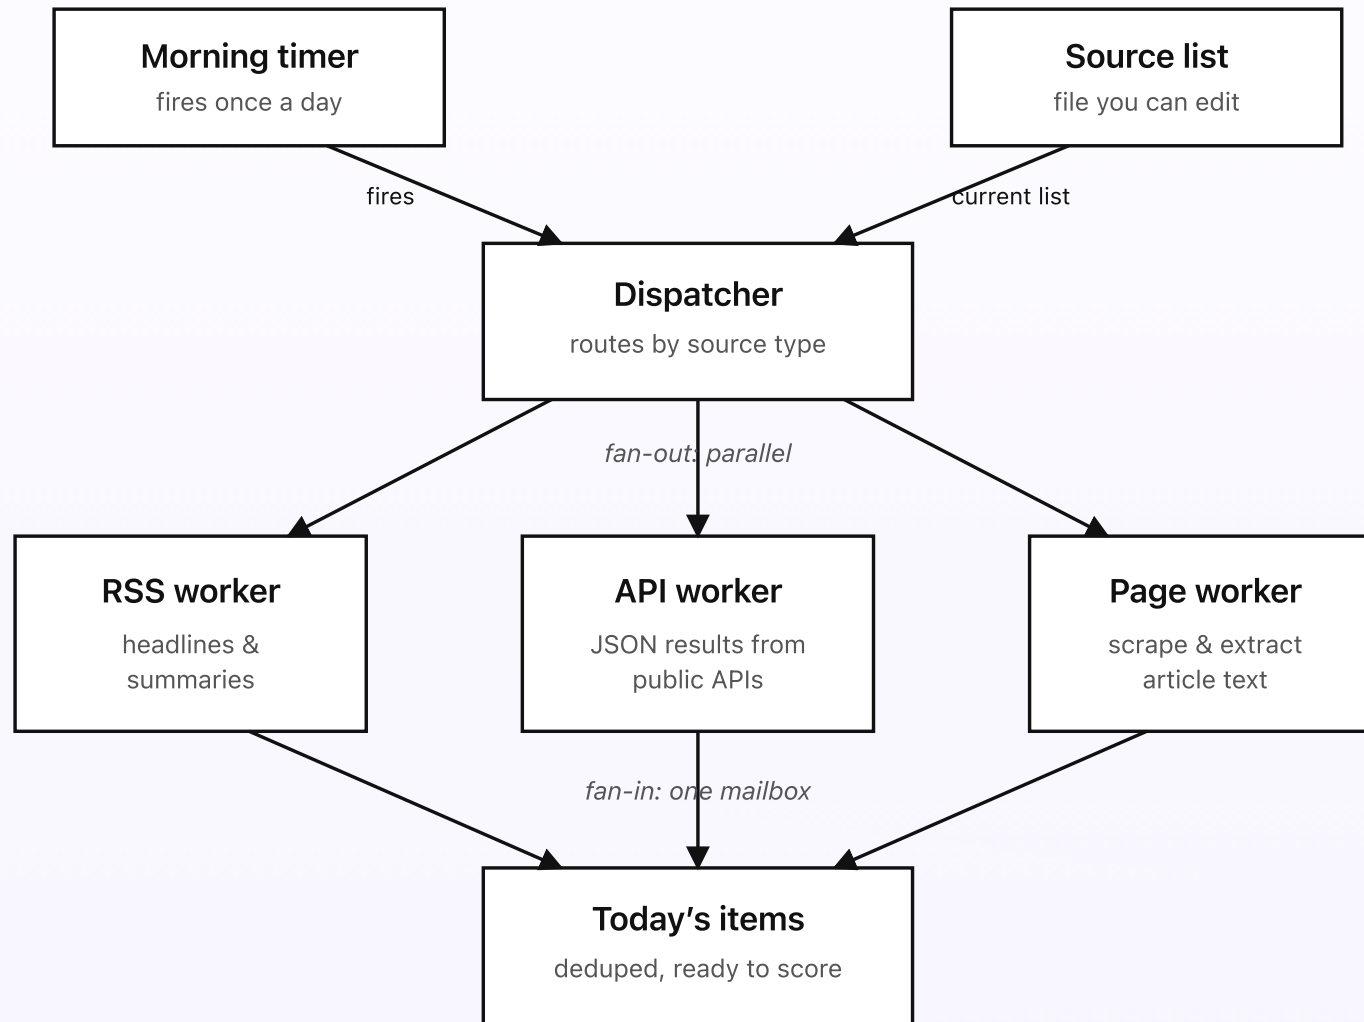 Morning timer
fires once a day
Source list
file you can edit
fires
current list
Dispatcher
routes by source type
fan-out: parallel
RSS worker
headlines &
summaries
API worker
JSON results from
public APIs
Page worker
scrape & extract
article text
fan-in: one mailbox
Today’s items
deduped, ready to score